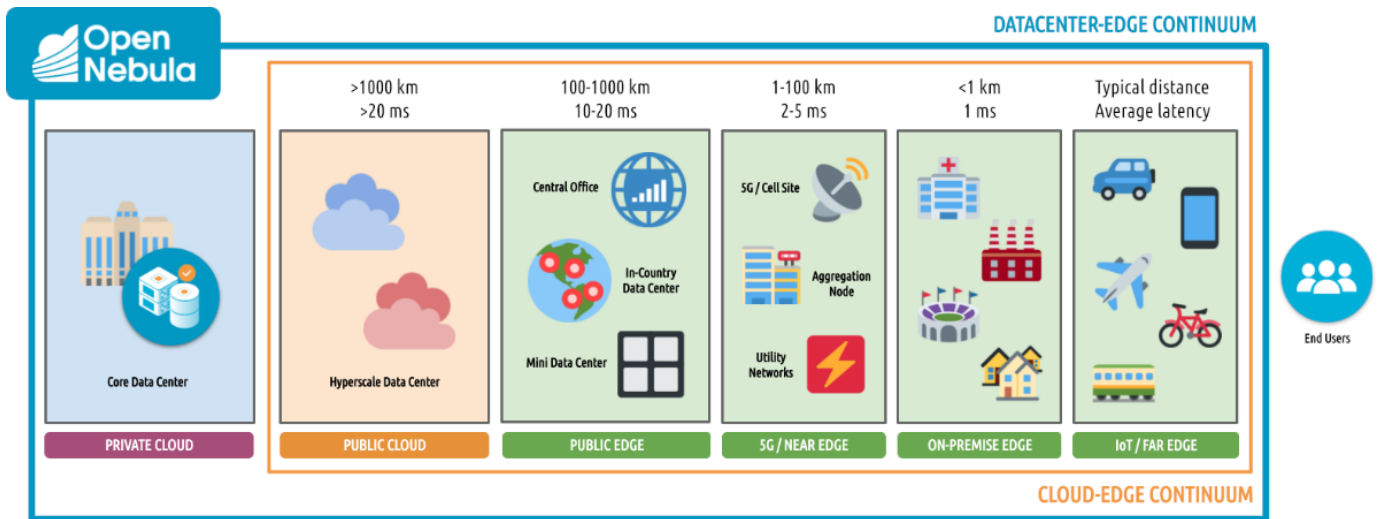 Open
Nebula
DATACENTER-EDGE CONTINUUM
>1000 km
>20 ms
100-1000 km
10-20 ms
1-100 km
2-5 ms
<1 km
1 ms
Typical distance
Average latency
Core Data Center
PRIVATE CLOUD
Hyperscale Data Center
PUBLIC CLOUD
Central Office
In-Country
Data Center
Mini Data Center
PUBLIC EDGE
5G / Cell Site
Aggregation
Node
Utility
Networks
5G / NEAR EDGE
ON-PREMISE EDGE
IoT / FAR EDGE
End Users
CLOUD-EDGE CONTINUUM